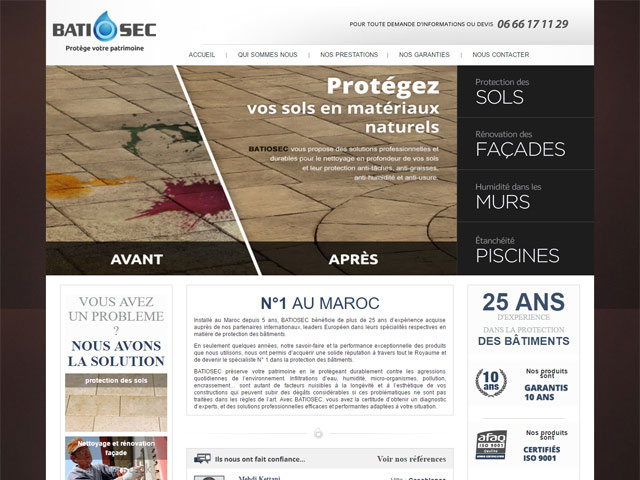 BATI SEC
Protège votre patrimoine
POUR TOUTE DEMANDE D'INFORMATIONS OU DEVIS 06 66 17 11 29
ACCUEIL | QUI SOMMES NOUS | NOS PRESTATIONS | NOS GARANTIES | NOUS CONTACTER
Protégez
vos sols en matériaux
naturels
BATIOSEC vous propose des solutions professionnelles et
durables pour le nettoyage en profondeur de vos sols
et leur protection anti-tâches, anti-graisses,
anti-humidité et anti-usure.
AVANT
APRÈS
Protection des
SOLS
Rénovation des
FAÇADES
Humidité dans les
MURS
Étanchéité
PISCINES
VOUS AVEZ
UN PROBLEME
?
NOUS AVONS
LA SOLUTION
protection des sols
Nettoyage et rénovation
façade
N°1 AU MAROC
Installé au Maroc depuis 5 ans, BATIOSEC bénéficie de plus de 25 ans d'expérience acquise
auprès de nos partenaires internationaux, leaders Européen dans leurs spécialités respectives en
matière de protection des bâtiments.
En seulement quelques années, notre savoir-faire et la performance exceptionnelle des produits
que nous utilisons, nous ont permis d'acquérir une solide réputation à travers tout le Royaume et
de devenir le spécialiste N° 1 dans la protection des bâtiments.
BATIOSEC préserve votre patrimoine en le protégeant durablement contre les agressions
quotidiennes de l'environnement. Infiltrations d'eau, humidité, micro-organismes, pollution,
encrassement… sont autant de facteurs nuisibles à la longévité et à l'esthétique de vos
constructions qui peuvent subir des dégâts considérables si ces problématiques ne sont pas
traitées dans les règles de l'art. Avec BATIOSEC, vous avez la certitude d'obtenir un diagnostic
d'experts, et des solutions professionnelles efficaces et performantes adaptées à votre situation.
Ils nous ont fait confiance... Voir nos références
Mehdi Kettani
Ville : Casablanca
25 ANS
D'EXPÉRIENCE
DANS LA PROTECTION
DES BÂTIMENTS
10
ans
Nos produits
sont
GARANTIS
10 ANS
afaq
ISO 9001
Qualité
Nos produits
sont
CERTIFIÉS
ISO 9001